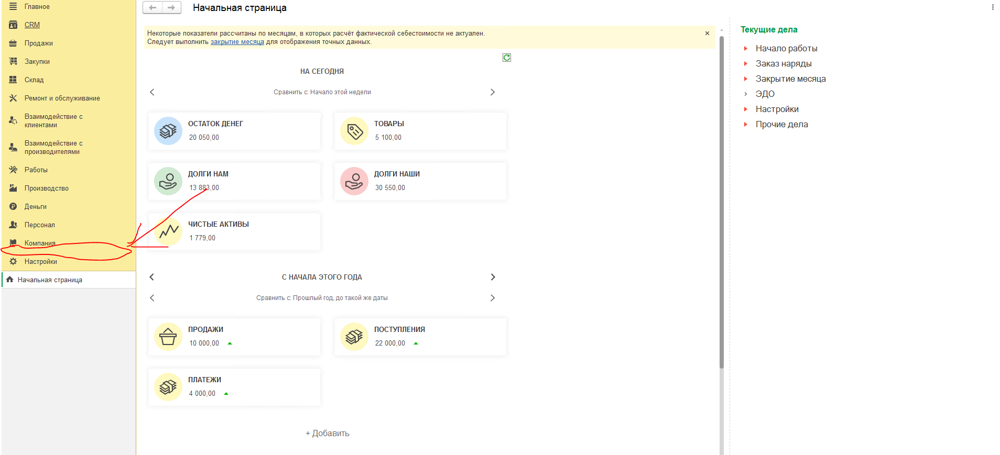 Главное
CRM
Продажи
Закупки
Склад
Ремонт и обслуживание
Взаимодействие с
клиентами
Взаимодействие с
производителями
Работы
Производство
Деньги
Персонал
Компания
Настройки
Начальная страница
Начальная страница
Некоторые показатели рассчитаны по месяцам, в которых расчёт фактической себестоимости не актуален.
Следует выполнить закрытие месяца для отображения точных данных.
НА СЕГОДНЯ
Сравнить с: Начало этой недели
ОСТАТОК ДЕНЕГ
20 050,00
ТОВАРЫ
5 100,00
ДОЛГИ НАМ
13 883,00
ДОЛГИ НАШИ
30 550,00
ЧИСТЫЕ АКТИВЫ
1 779,00
С НАЧАЛА ЭТОГО ГОДА
Сравнить с: Прошлый год, до такой же даты
ПРОДАЖИ
10 000,00
ПОСТУПЛЕНИЯ
22 000,00
ПЛАТЕЖИ
4 000,00
+ Добавить
Текущие дела
Начало работы
Заказ наряды
Закрытие месяца
ЭДО
Настройки
Прочие дела